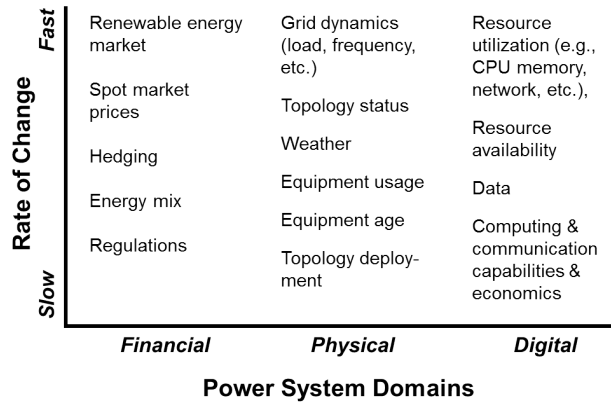 Fast
Rate of Change
Slow
Renewable energy
market
Spot market
prices
Hedging
Energy mix
Regulations
Grid dynamics
(load, frequency,
etc.)
Topology status
Weather
Equipment usage
Equipment age
Topology deploy-
ment
Resource
utilization (e.g.,
CPU memory,
network, etc.),
Resource
availability
Data
Computing &
communication
capabilities &
economics
Financial
Physical
Digital
Power System Domains